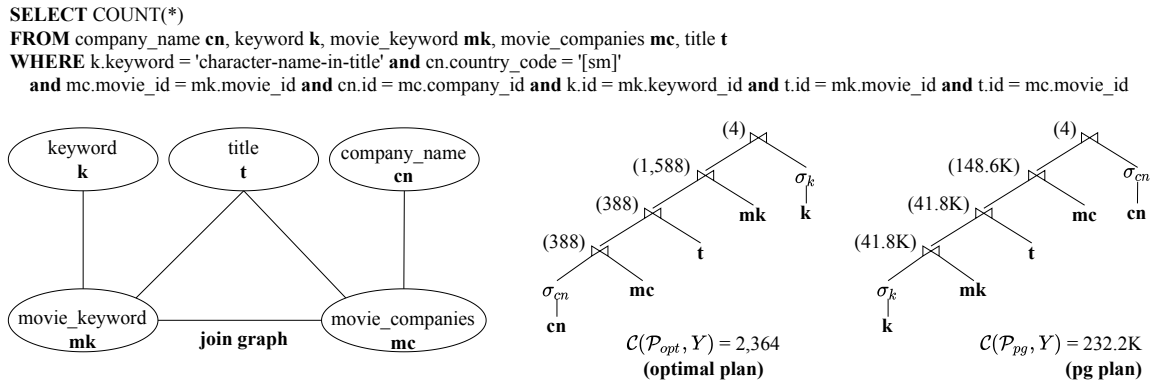 SELECT COUNT(*)
FROM company_name cn, keyword k, movie_keyword mk, movie_companies mc, title t
WHERE k.keyword = 'character-name-in-title' and cn.country_code = '[sm]'
and mc.movie_id = mk.movie_id and cn.id = mc.company_id and k.id = mk.keyword_id and t.id = mk.movie_id and t.id = mc.movie_id
keyword
k
title
t
company_name
cn
movie_keyword
mk
join graph
movie_companies
mc
(4) ⋈
(1,588) ⋈ σk
(388) ⋈ mk k
(388) ⋈ t
σcn mc
cn
C(Popt, Y) = 2,364
(optimal plan)
(4) ⋈
(148.6K) ⋈ σcn
(41.8K) ⋈ mc cn
(41.8K) ⋈ t
σk mk
k
C(Ppg, Y) = 232.2K
(pg plan)